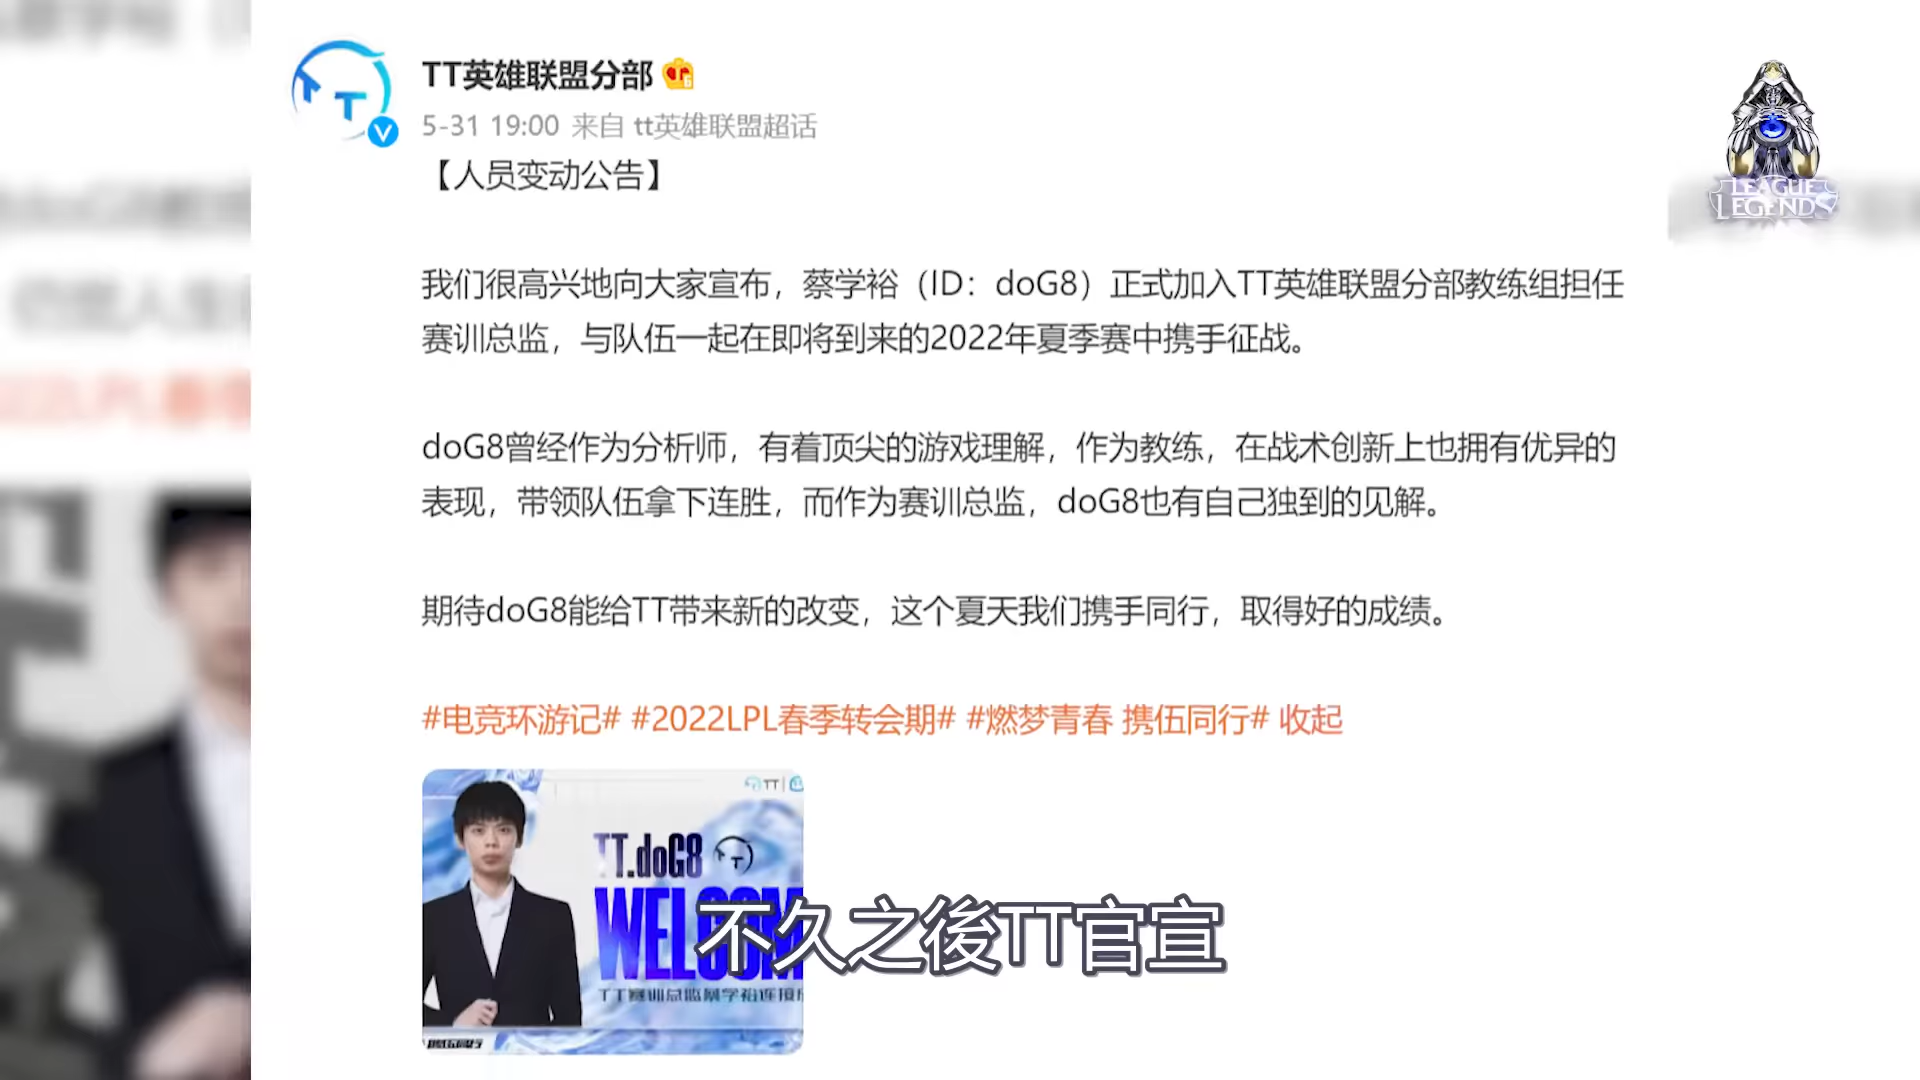 TT英雄联盟分部
5-31 19:00 来自 tt英雄联盟超话
【人员变动公告】
我们很高兴地向大家宣布，蔡学裕（ID：doG8）正式加入TT英雄联盟分部教练组担任
赛训总监，与队伍一起在即将到来的2022年夏季赛中携手征战。
doG8曾经作为分析师，有着顶尖的游戏理解，作为教练，在战术创新上也拥有优异的
表现，带领队伍拿下连胜，而作为赛训总监，doG8也有自己独到的见解。
期待doG8能给TT带来新的改变，这个夏天我们携手同行，取得好的成绩。
#电竞环游记# #2022LPL春季转会期# #燃梦青春 携伍同行# 收起
TT
TT.doG8
WELCOM
TT赛训总监蔡学裕
不久之後TT官宣
LEAGUE
LEGENDS